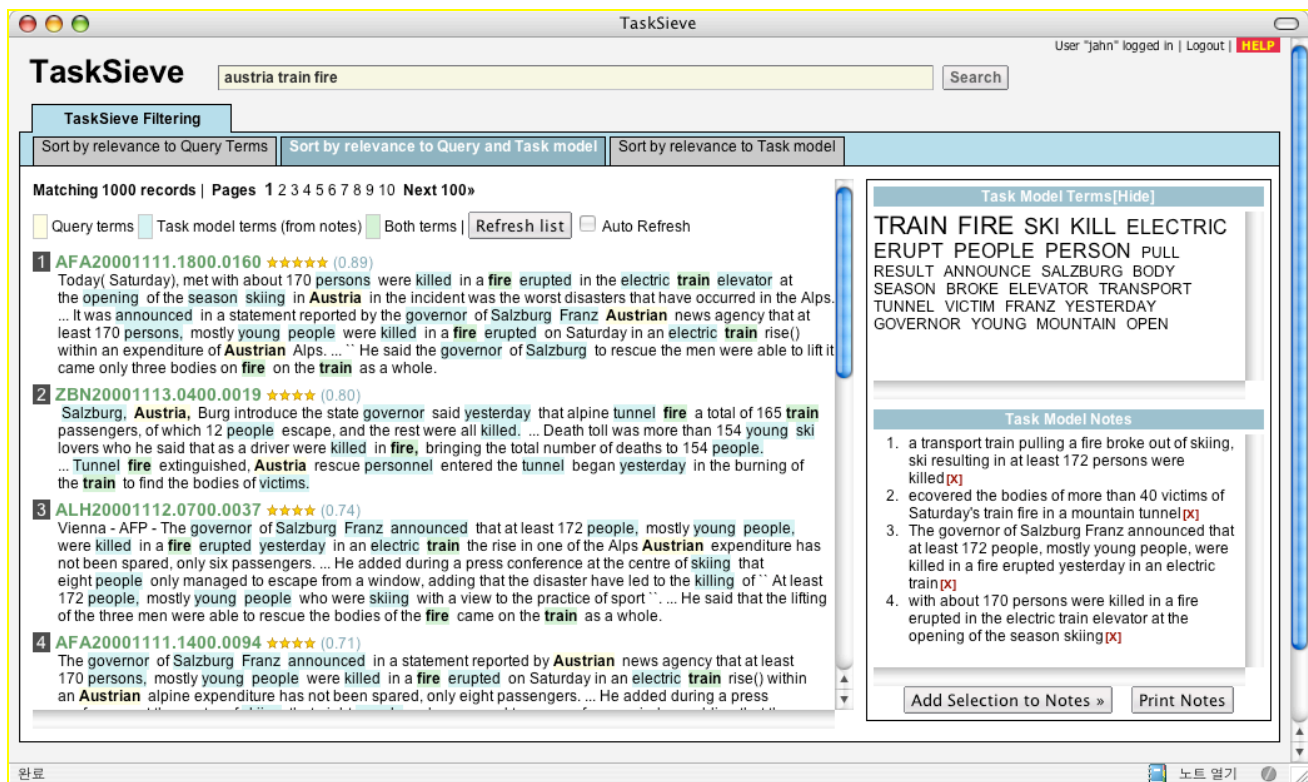 TaskSieve
User "jahn" logged in | Logout | HELP
TaskSieve
austria train fire
Search
TaskSieve Filtering
Sort by relevance to Query Terms
Sort by relevance to Query and Task model
Sort by relevance to Task model
Matching 1000 records | Pages 1 2 3 4 5 6 7 8 9 10 Next 100»
Query terms Task model terms (from notes) Both terms | Refresh list Auto Refresh
1 AFA20001111.1800.0160 ★★★★★ (0.89)
Today( Saturday), met with about 170 persons were killed in a fire erupted in the electric train elevator at
the opening of the season skiing in Austria in the incident was the worst disasters that have occurred in the Alps.
... It was announced in a statement reported by the governor of Salzburg Franz Austrian news agency that at
least 170 persons, mostly young people were killed in a fire erupted on Saturday in an electric train rise()
within an expenditure of Austrian Alps. ... `` He said the governor of Salzburg to rescue the men were able to lift it
came only three bodies on fire on the train as a whole.
2 ZBN20001113.0400.0019 ★★★★ (0.80)
Salzburg, Austria, Burg introduce the state governor said yesterday that alpine tunnel fire a total of 165 train
passengers, of which 12 people escape, and the rest were all killed. ... Death toll was more than 154 young ski
lovers who he said that as a driver were killed in fire, bringing the total number of deaths to 154 people.
... Tunnel fire extinguished, Austria rescue personnel entered the tunnel began yesterday in the burning of
the train to find the bodies of victims.
3 ALH20001112.0700.0037 ★★★★ (0.74)
Vienna - AFP - The governor of Salzburg Franz announced that at least 172 people, mostly young people,
were killed in a fire erupted yesterday in an electric train the rise in one of the Alps Austrian expenditure has
not been spared, only six passengers. ... He added during a press conference at the centre of skiing that
eight people only managed to escape from a window, adding that the disaster have led to the killing of `` At least
172 people, mostly young people who were skiing with a view to the practice of sport ``. ... He said that the lifting
of the three men were able to rescue the bodies of the fire came on the train as a whole.
4 AFA20001111.1400.0094 ★★★★ (0.71)
The governor of Salzburg Franz announced in a statement reported by Austrian news agency that at least
170 persons, mostly young people were killed in a fire erupted on Saturday in an electric train rise() within
an Austrian alpine expenditure has not been spared, only eight passengers. ... He added during a press
Task Model Terms[Hide]
TRAIN FIRE SKI KILL ELECTRIC
ERUPT PEOPLE PERSON PULL
RESULT ANNOUNCE SALZBURG BODY
SEASON BROKE ELEVATOR TRANSPORT
TUNNEL VICTIM FRANZ YESTERDAY
GOVERNOR YOUNG MOUNTAIN OPEN
Task Model Notes
1. a transport train pulling a fire broke out of skiing,
ski resulting in at least 172 persons were
killed[X]
2. ecovered the bodies of more than 40 victims of
Saturday's train fire in a mountain tunnel[X]
3. The governor of Salzburg Franz announced that
at least 172 people, mostly young people, were
killed in a fire erupted yesterday in an electric
train[X]
4. with about 170 persons were killed in a fire
erupted in the electric train elevator at the
opening of the season skiing[X]
Add Selection to Notes »
Print Notes
완료
노트 열기